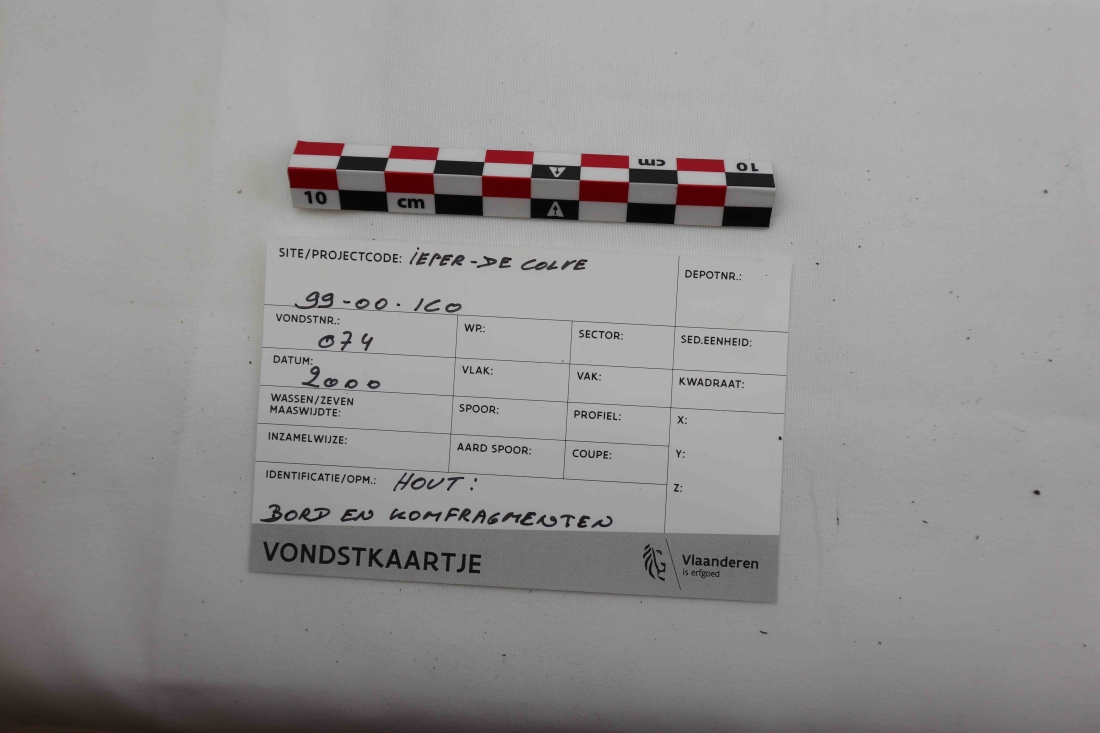 cm
10
10
cm
SITE/PROJECTCODE: IEPER-DE COLVE
DEPOTNR.:
99-00.ICO
VONDSTNR.: 074
WP.:
SECTOR:
SED.EENHEID:
DATUM: 2000
VLAK:
VAK:
KWADRAAT:
WASSEN/ZEVEN
MAASWIJDTE:
SPOOR:
PROFIEL:
X:
INZAMELWIJZE:
AARD SPOOR:
COUPE:
Y:
IDENTIFICATIE/OPM.: HOUT:
Z:
BORD EN KOMFRAGMENTEN
VONDSTKAARTJE
Vlaanderen
is erfgoed